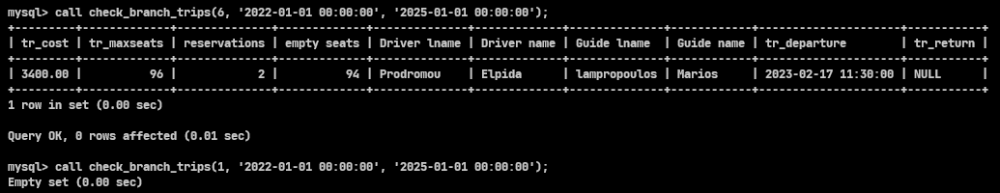 mysql> call check_branch_trips(6, '2022-01-01 00:00:00', '2025-01-01 00:00:00');
+---------+-------------+--------------+-------------+--------------+-------------+--------------+------------+---------------------+-----------+
| tr_cost | tr_maxseats | reservations | empty seats | Driver lname | Driver name | Guide lname  | Guide name | tr_departure        | tr_return |
+---------+-------------+--------------+-------------+--------------+-------------+--------------+------------+---------------------+-----------+
| 3400.00 |          96 |            2 |          94 | Prodromou    | Elpida      | lampropoulos | Marios     | 2023-02-17 11:30:00 | NULL      |
+---------+-------------+--------------+-------------+--------------+-------------+--------------+------------+---------------------+-----------+
1 row in set (0.00 sec)
Query OK, 0 rows affected (0.01 sec)
mysql> call check_branch_trips(1, '2022-01-01 00:00:00', '2025-01-01 00:00:00');
Empty set (0.00 sec)